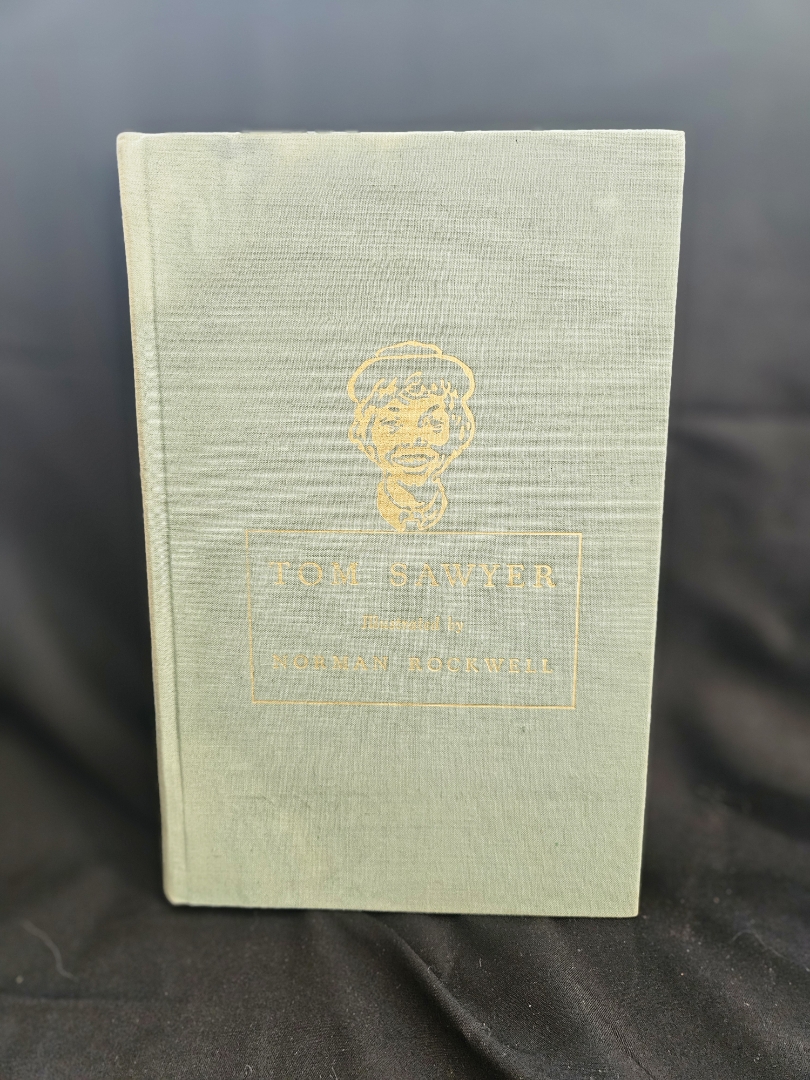 TOM SAWYER
Illustrated by
NORMAN ROCKWELL